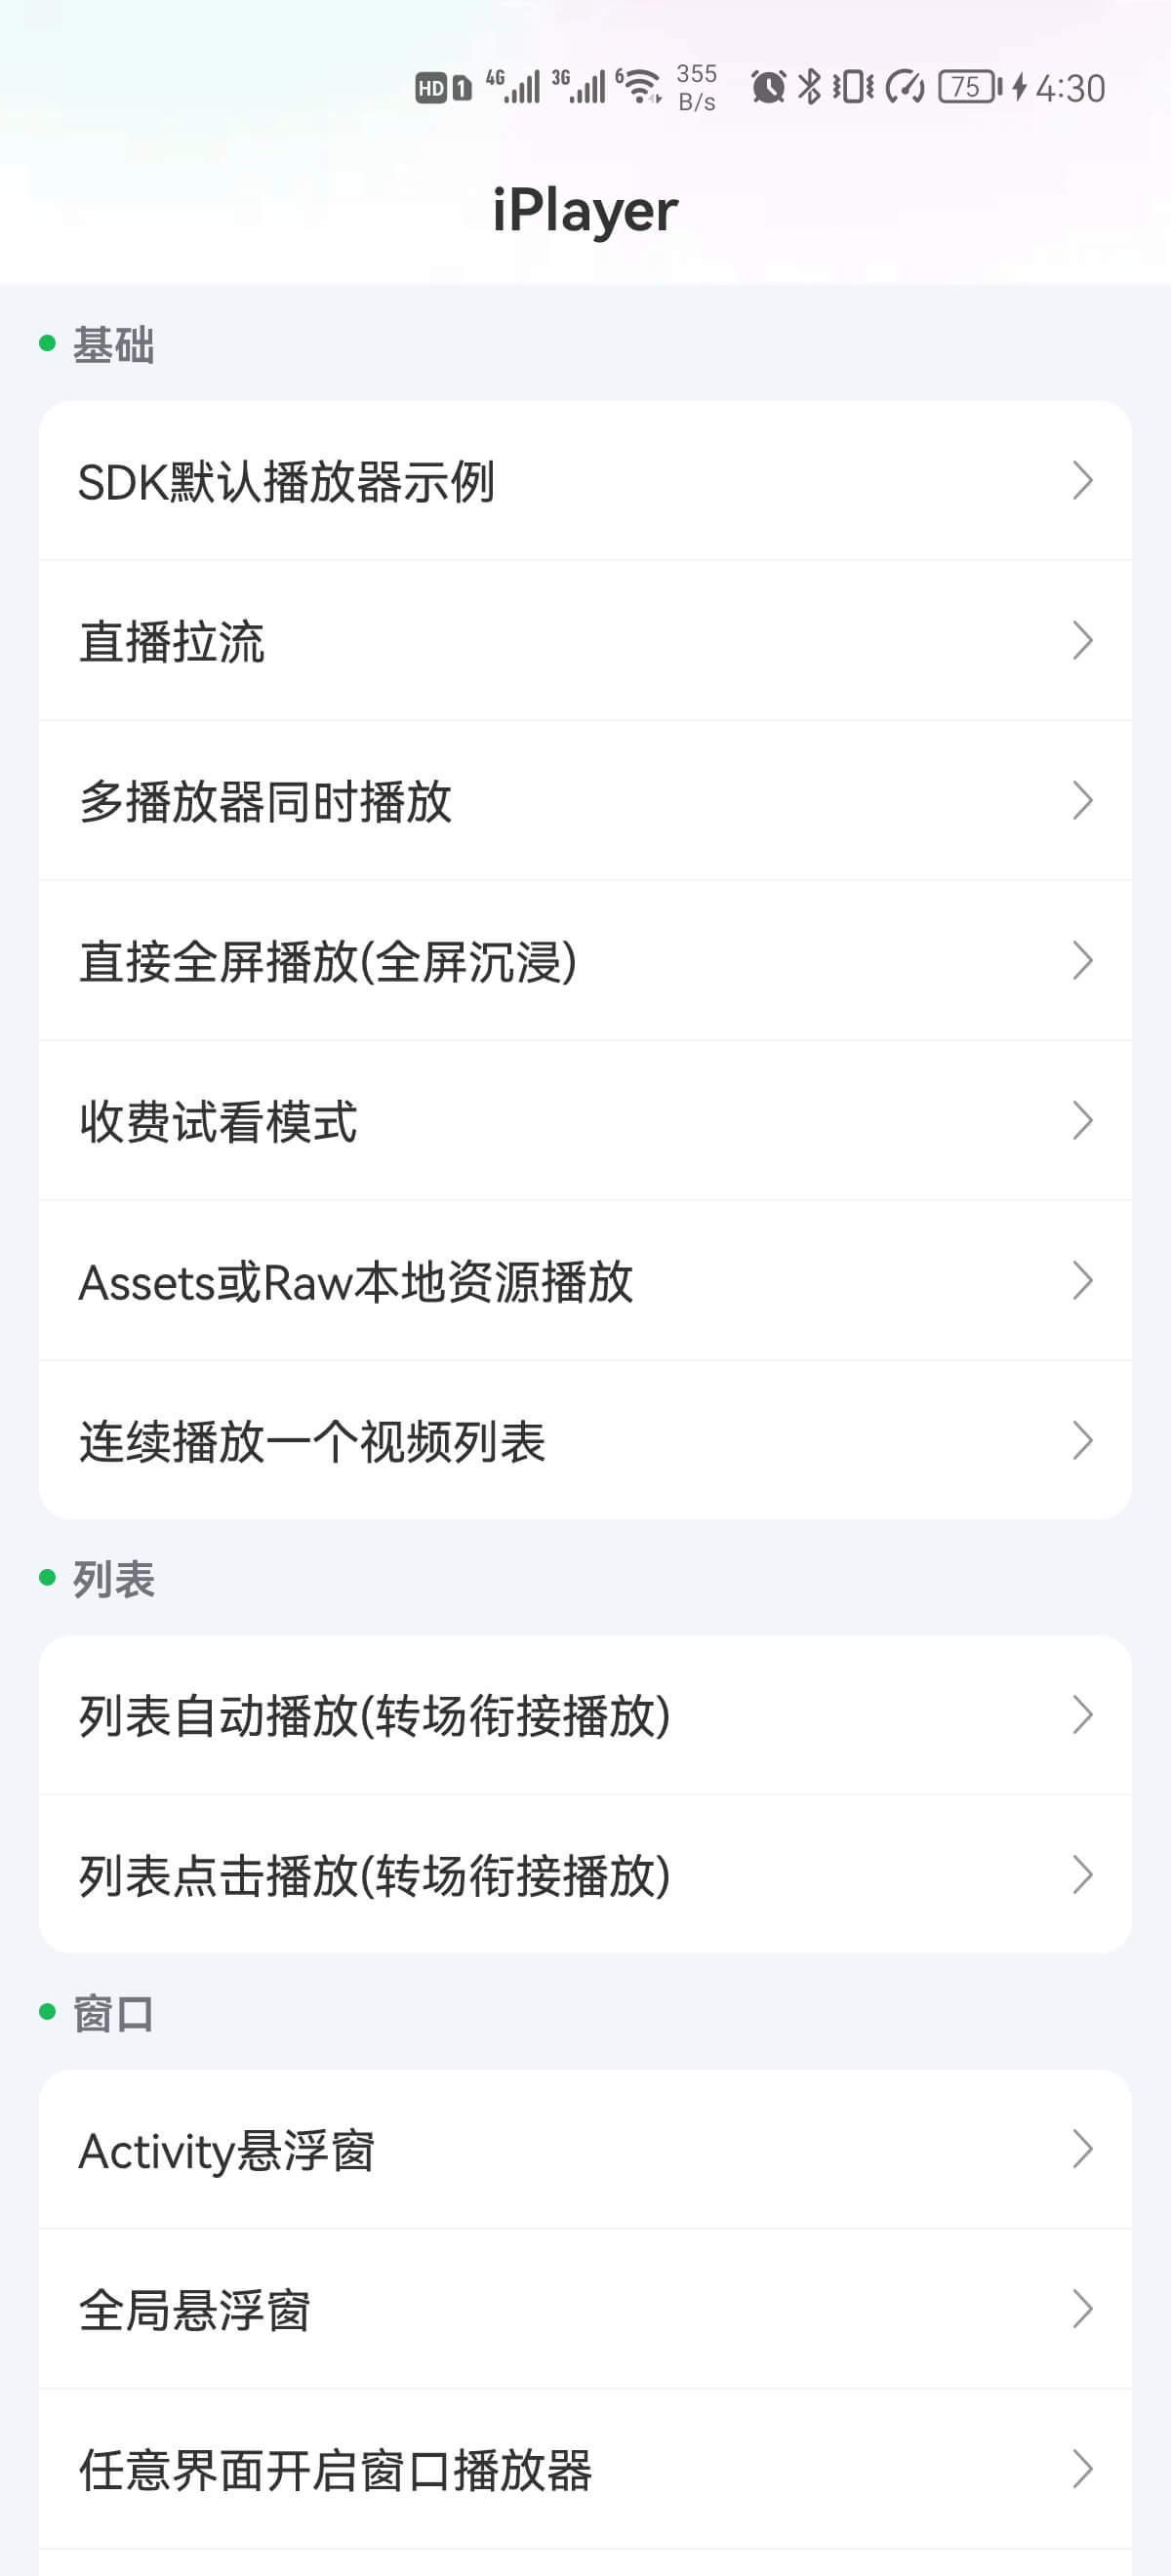 HD 1 4G 3G 6 355 B/s 75 4:30
iPlayer
基础
SDK默认播放器示例
直播拉流
多播放器同时播放
直接全屏播放(全屏沉浸)
收费试看模式
Assets或Raw本地资源播放
连续播放一个视频列表
列表
列表自动播放(转场衔接播放)
列表点击播放(转场衔接播放)
窗口
Activity悬浮窗
全局悬浮窗
任意界面开启窗口播放器